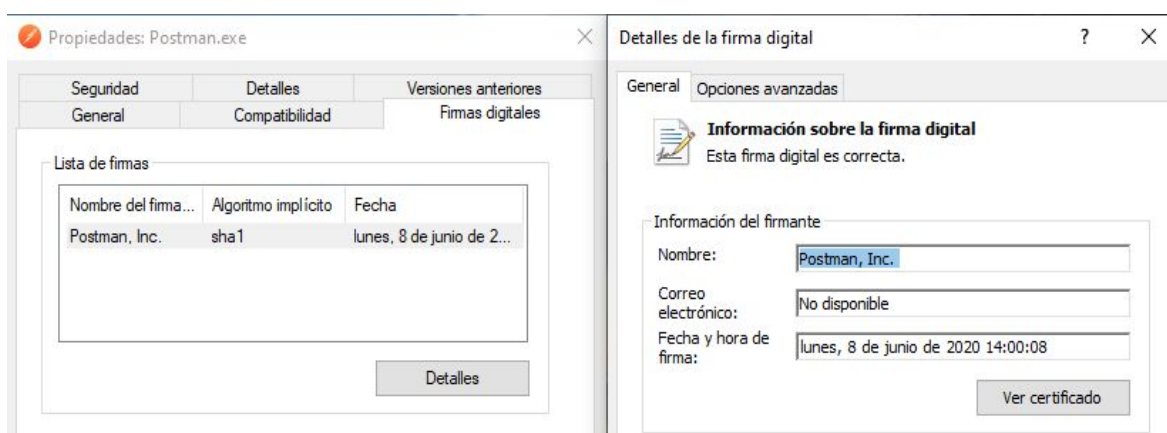 Propiedades: Postman.exe
Seguridad Detalles Versiones anteriores
General Compatibilidad Firmas digitales
Lista de firmas
Nombre del firma... Algoritmo implícito Fecha
Postman, Inc. sha1 lunes, 8 de junio de 2...
Detalles
Detalles de la firma digital ?
General Opciones avanzadas
Información sobre la firma digital
Esta firma digital es correcta.
Información del firmante
Nombre: Postman, Inc.
Correo
electrónico: No disponible
Fecha y hora de
firma: lunes, 8 de junio de 2020 14:00:08
Ver certificado